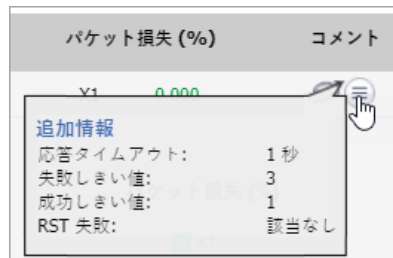 パケット損失 (%) コメント
X1 0.000
追加情報
応答タイムアウト: 1 秒
失敗しきい値: 3
成功しきい値: 1
RST 失敗: 該当なし
X1